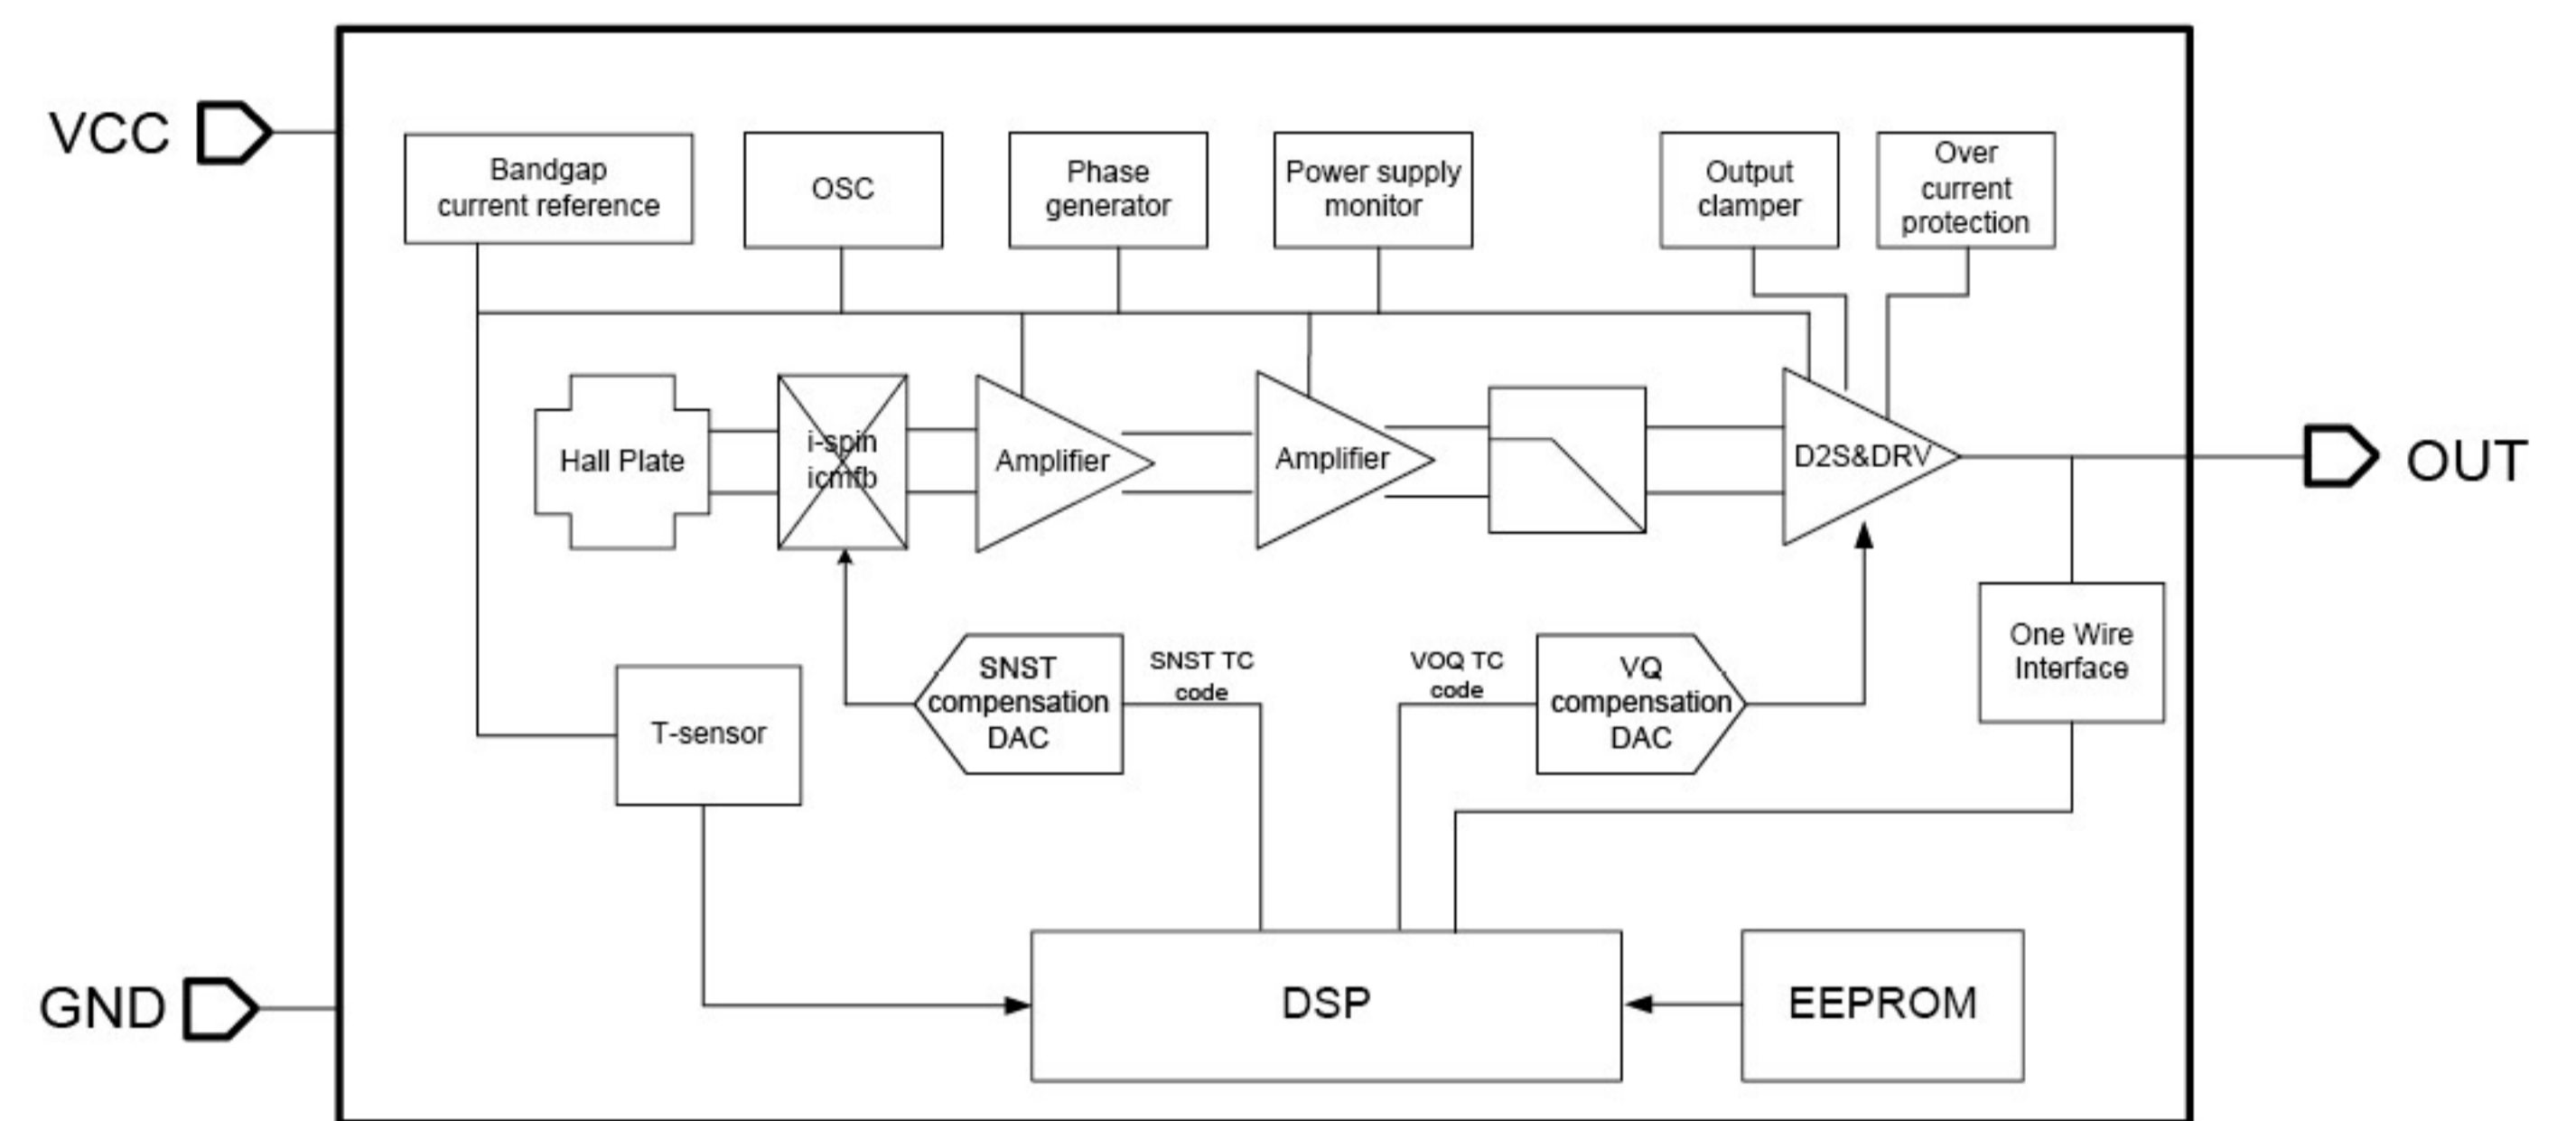 VCC
Bandgap
current reference
OSC
Phase
generator
Power supply
monitor
Output
clamper
Over
current
protection
Hall Plate
i-spin
icmfb
Amplifier
Amplifier
D2S&DRV
OUT
T-sensor
SNST
compensation
DAC
SNST TC
code
VOQ TC
code
VQ
compensation
DAC
One Wire
Interface
GND
DSP
EEPROM